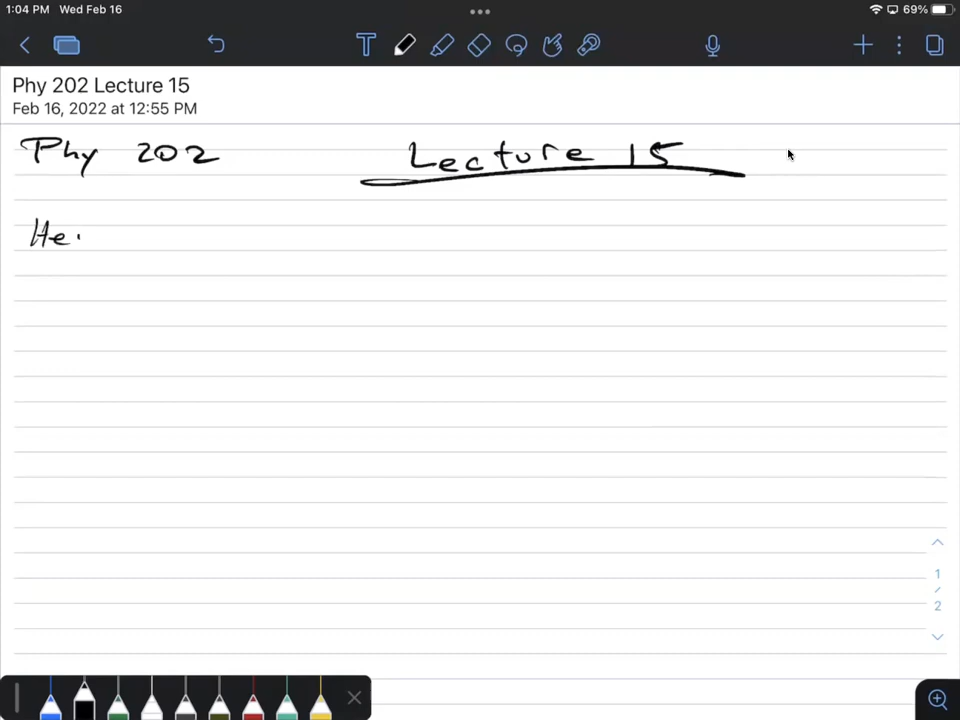 1:04 PM Wed Feb 16 69%
Phy 202 Lecture 15
Feb 16, 2022 at 12:55 PM
Phy 202 Lecture 15
He.
1
2